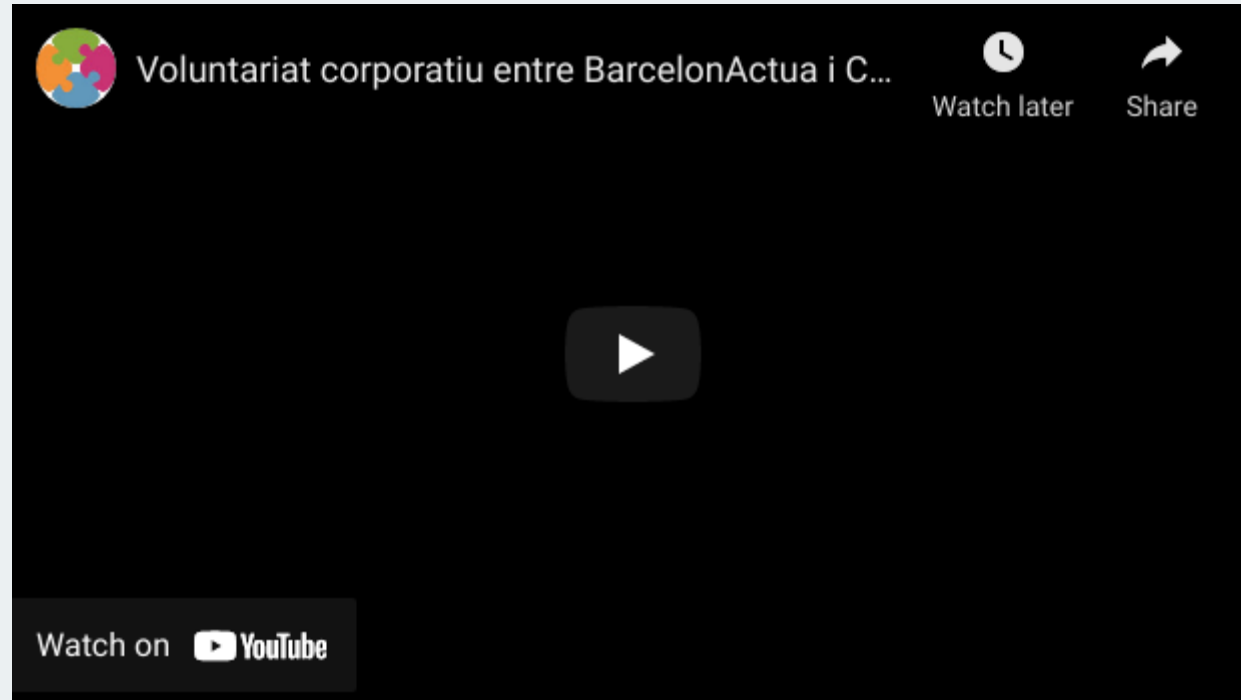 Voluntariat corporatiu entre BarcelonActua i C...
Watch later
Share
Watch on YouTube